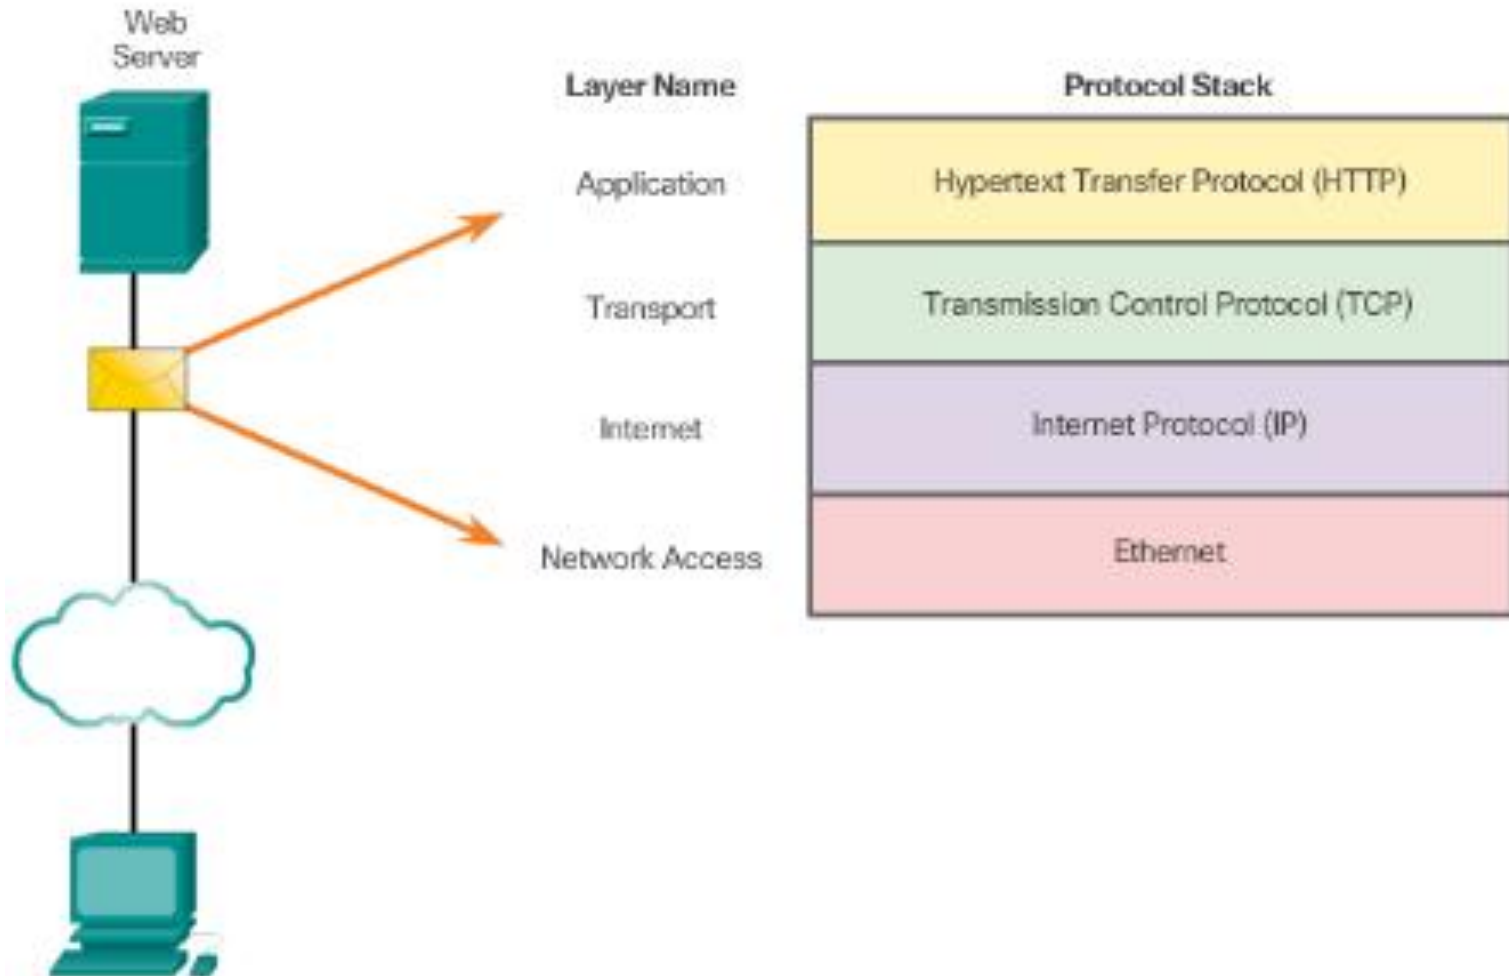 Web
Server
Layer Name
Protocol Stack
Application
Hypertext Transfer Protocol (HTTP)
Transport
Transmission Control Protocol (TCP)
Internet
Internet Protocol (IP)
Network Access
Ethernet